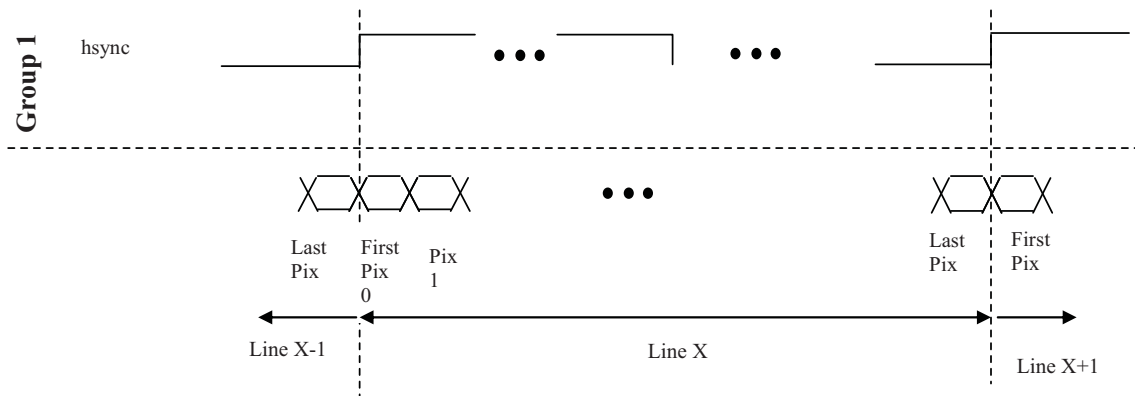 Group 1
hsync
Last
Pix
First
Pix
0
Pix
1
Last
Pix
First
Pix
Line X-1
Line X
Line X+1